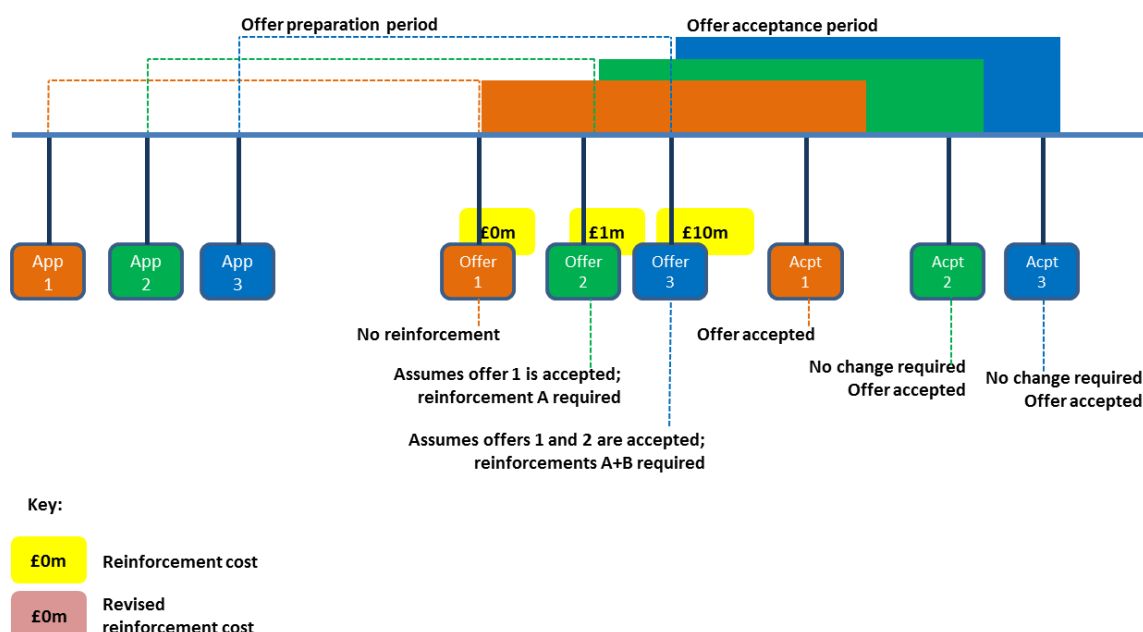 Offer preparation period
Offer acceptance period
£0m
£1m
£10m
App
1
App
2
App
3
Offer
1
Offer
2
Offer
3
Acpt
1
Acpt
2
Acpt
3
No reinforcement
Offer accepted
Assumes offer 1 is accepted;
reinforcement A required
No change required
Offer accepted
No change required
Offer accepted
Assumes offers 1 and 2 are accepted;
reinforcements A+B required
Key:
£0m
Reinforcement cost
£0m
Revised
reinforcement cost